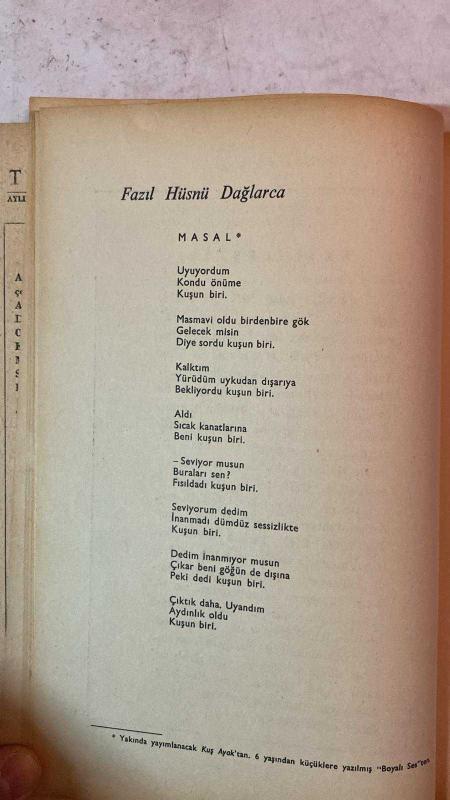 T
AYLI
A
Fazıl Hüsnü Dağlarca
MASAL*
Uyuyordum
Kondu önüme
Kuşun biri.
Masmavi oldu birdenbire gök
Gelecek misin
Diye sordu kuşun biri.
Kalktım
Yürüdüm uykudan dışarıya
Bekliyordu kuşun biri.
Aldı
Sıcak kanatlarına
Beni kuşun biri.
– Seviyor musun
Buraları sen?
Fısıldadı kuşun biri.
Seviyorum dedim
İnanmadı dümdüz sessizlikte
Kuşun biri.
Dedim inanmıyor musun
Çıkar beni göğün de dışına
Peki dedi kuşun biri.
Çıktık daha. Uyandım
Aydınlık oldu
Kuşun biri.
* Yakında yayımlanacak Kuş Ayak'tan. 6 yaşından küçüklere yazılmış "Boyalı Ses"ten